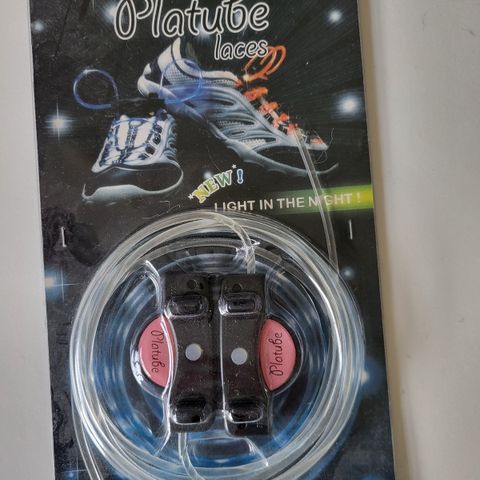 Platube
laces
NEW!
LIGHT IN THE NIGHT !
Platube
Platube